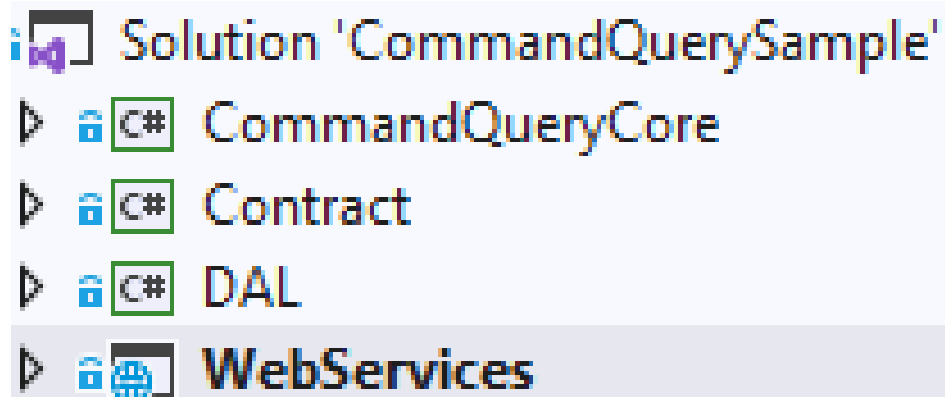 Solution 'CommandQuerySample'
C# CommandQueryCore
C# Contract
C# DAL
WebServices